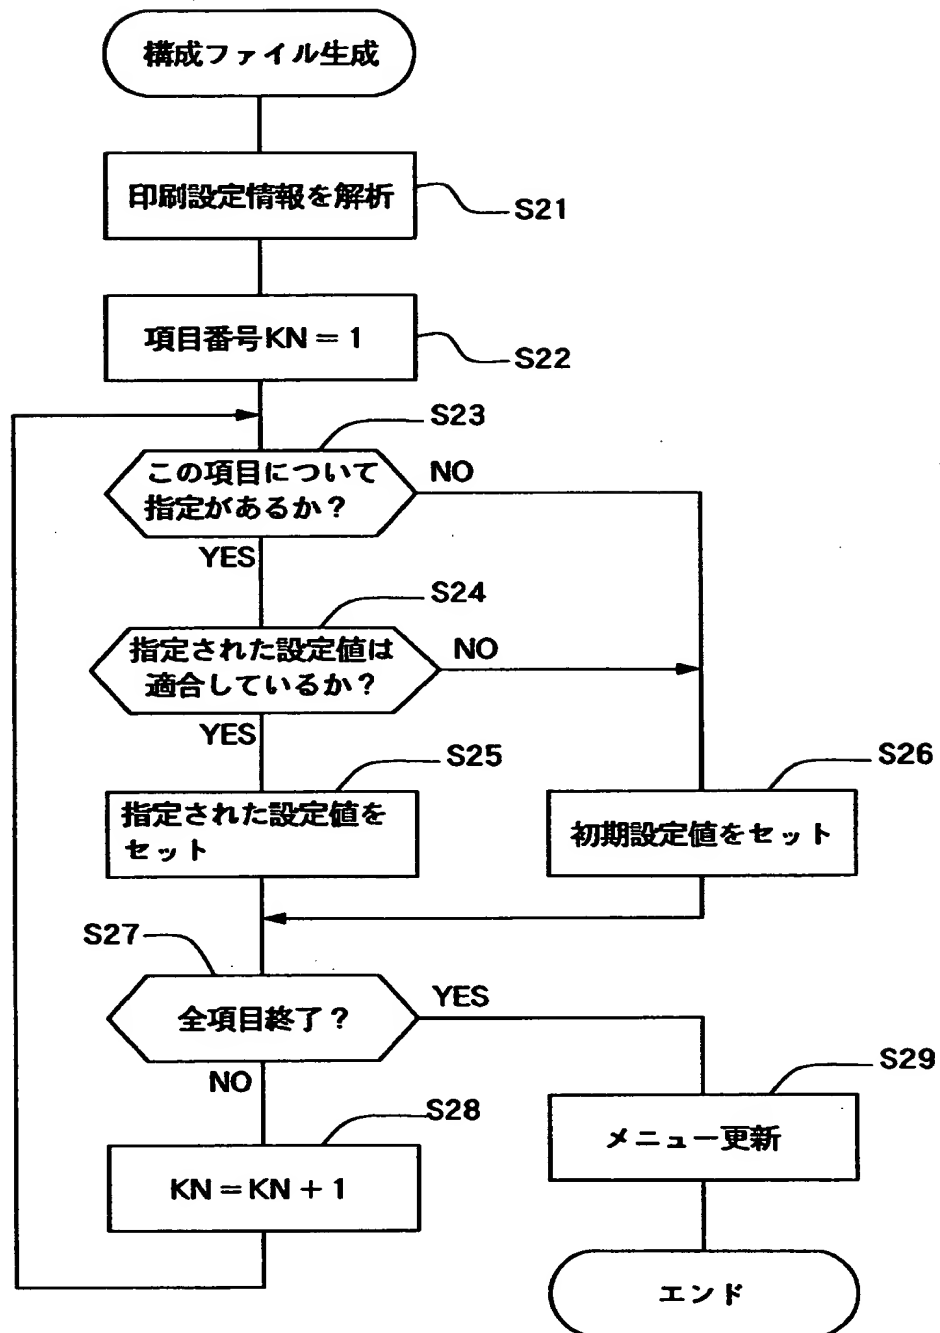 構成ファイル生成
印刷設定情報を解析
S21
項目番号KN = 1
S22
S23
この項目について
指定があるか？
NO
YES
S24
指定された設定値は
適合しているか？
NO
YES
S25
指定された設定値を
セット
S26
初期設定値をセット
S27
全項目終了？
YES
NO
S28
KN = KN + 1
S29
メニュー更新
エンド